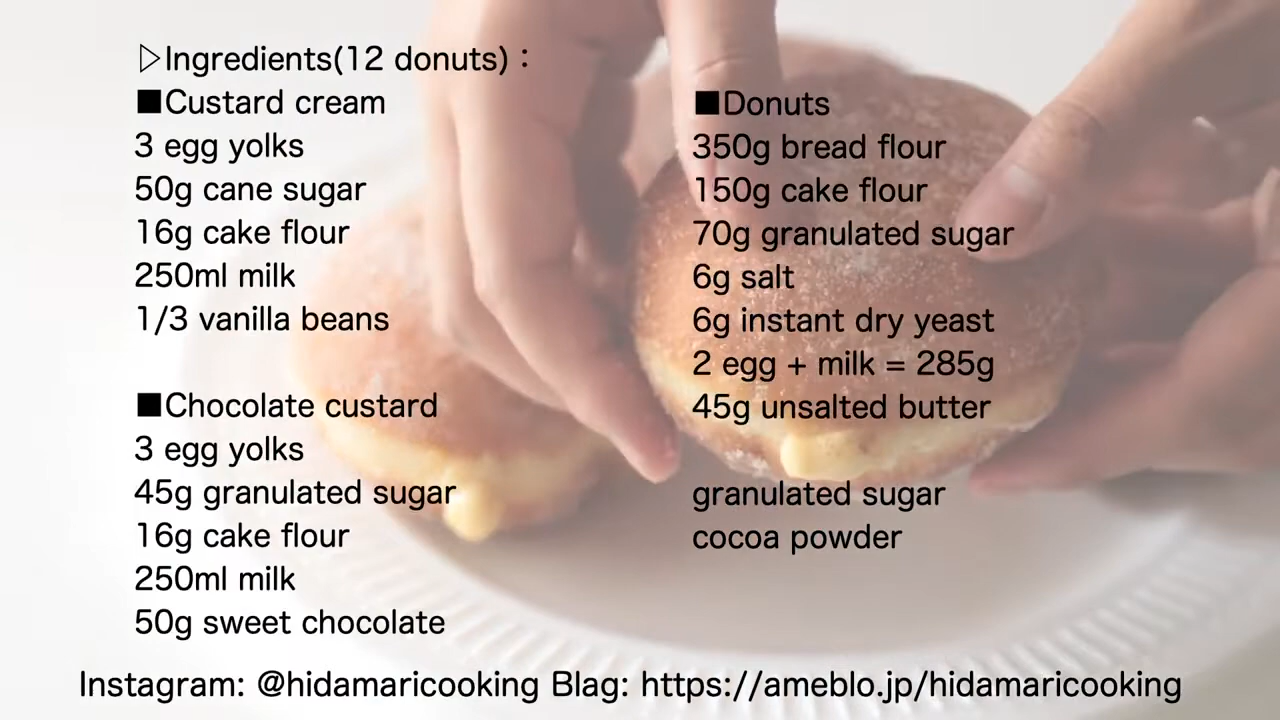 ▷Ingredients(12 donuts)：
■Custard cream
3 egg yolks
50g cane sugar
16g cake flour
250ml milk
1/3 vanilla beans
■Chocolate custard
3 egg yolks
45g granulated sugar
16g cake flour
250ml milk
50g sweet chocolate
■Donuts
350g bread flour
150g cake flour
70g granulated sugar
6g salt
6g instant dry yeast
2 egg + milk = 285g
45g unsalted butter
granulated sugar
cocoa powder
Instagram: @hidamaricooking Blag: https://ameblo.jp/hidamaricooking